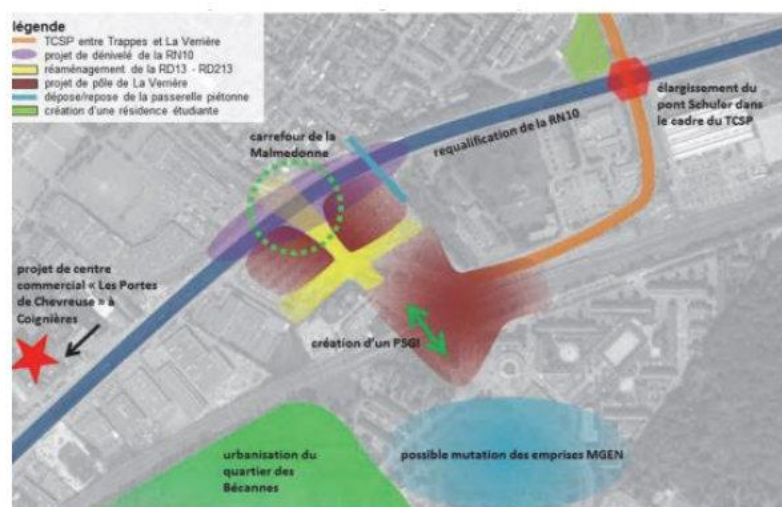 légende
TCSP entre Trappes et La Verrière
projet de dénivelé de la RN10
réaménagement de la RD13 - RD213
projet de pôle de La Verrière
dépose/repose de la passerelle piétonne
création d'une résidence étudiante
carrefour de la
Malmedonne
requalification de la RN10
élargissement du
pont Schuler dans
le cadre du TCSP
projet de centre
commercial « Les Portes
de Chevreuse » à
Coignières
création d'un PSGI
urbanisation du
quartier des
Bécannes
possible mutation des emprises MGEN